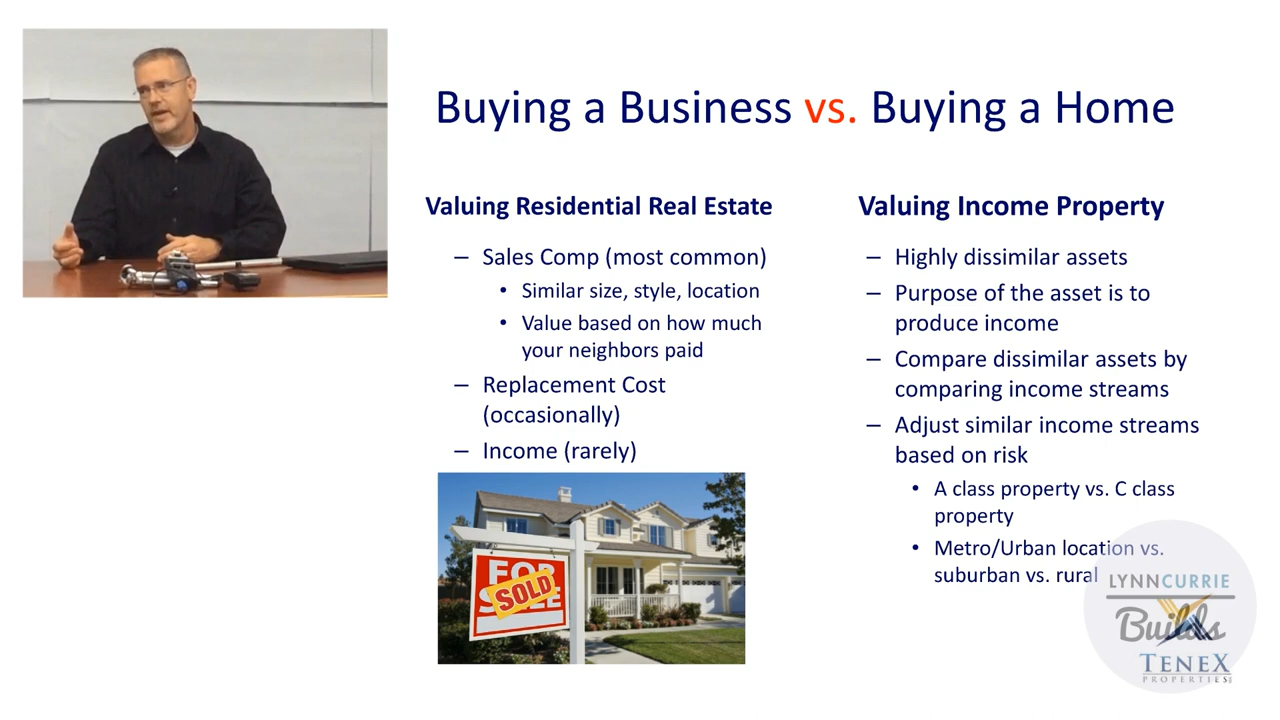 Buying a Business vs. Buying a Home
Valuing Residential Real Estate
– Sales Comp (most common)
• Similar size, style, location
• Value based on how much
your neighbors paid
– Replacement Cost
(occasionally)
– Income (rarely)
FOR
SALE
SOLD
Valuing Income Property
– Highly dissimilar assets
– Purpose of the asset is to
produce income
– Compare dissimilar assets by
comparing income streams
– Adjust similar income streams
based on risk
• A class property vs. C class
property
• Metro/Urban location vs.
suburban vs. rural
LYNNCURRIE
Builds
TENEX
PROPERTIES